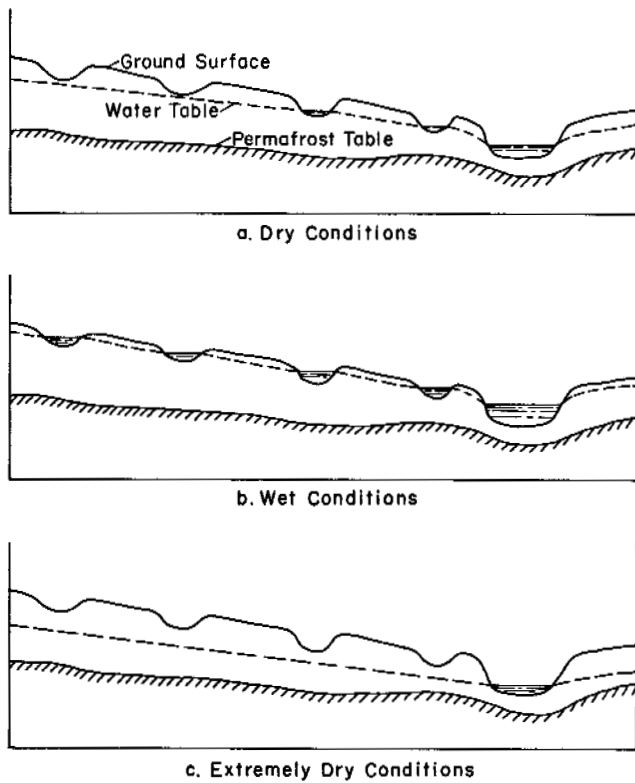 Ground Surface
Water Table
Permafrost Table
a. Dry Conditions
b. Wet Conditions
c. Extremely Dry Conditions